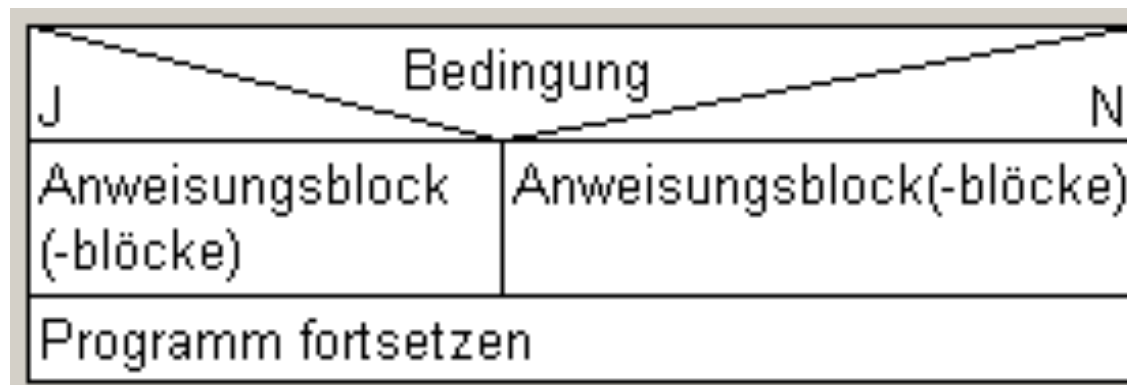 Bedingung
J
N
Anweisungsblock
(-blöcke)
Anweisungsblock(-blöcke)
Programm fortsetzen